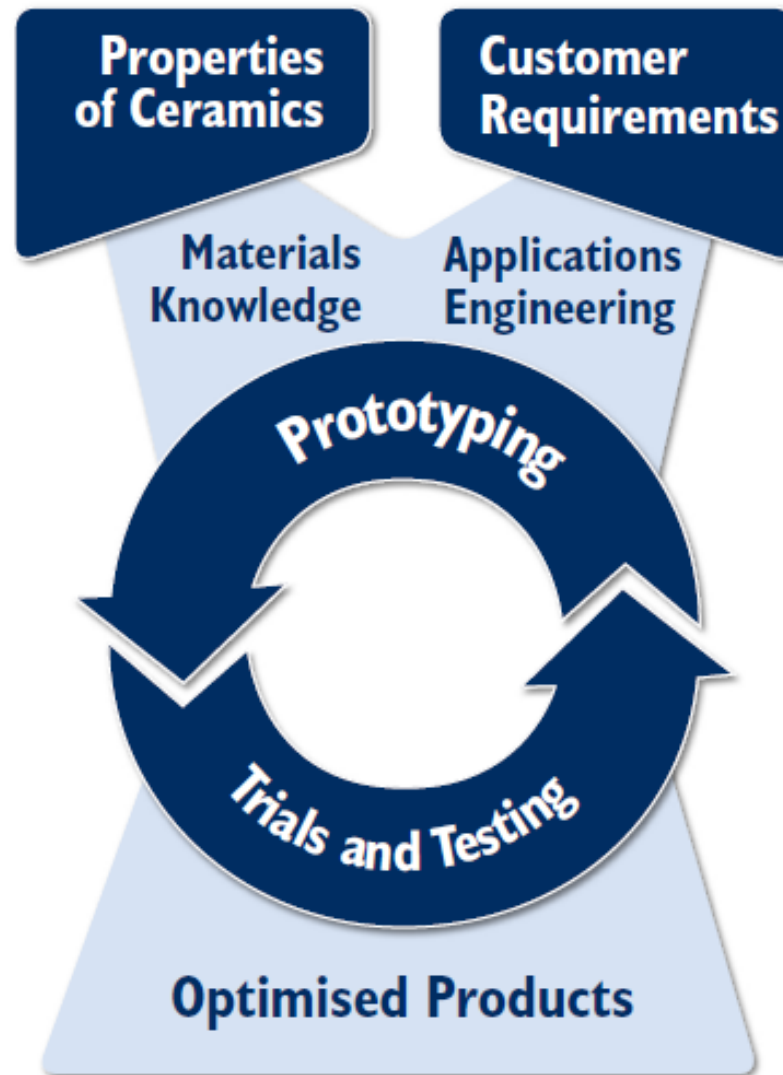 Properties
of Ceramics
Customer
Requirements
Materials
Knowledge
Applications
Engineering
Prototyping
Trials and Testing
Optimised Products